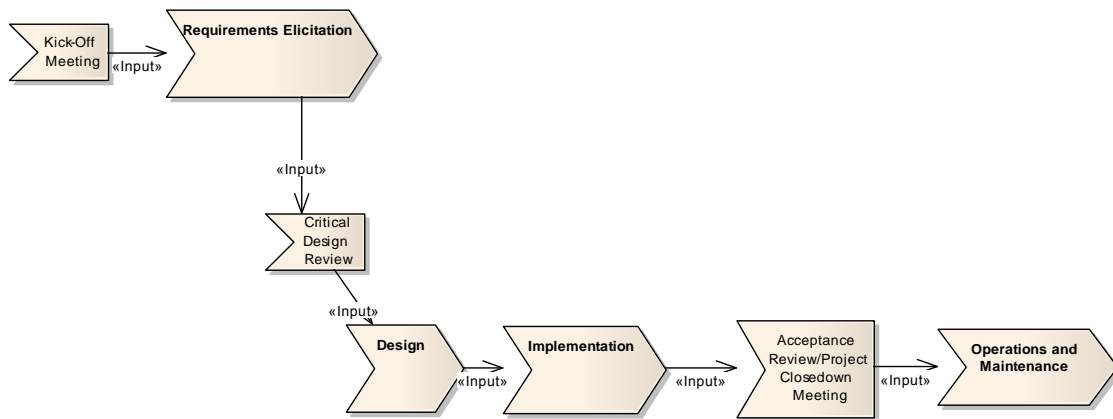 Kick-Off
Meeting
«Input»
Requirements Elicitation
«Input»
Critical
Design
Review
«Input»
Design
«Input»
Implementation
«Input»
Acceptance
Review/Project
Closedown
Meeting
«Input»
Operations and
Maintenance